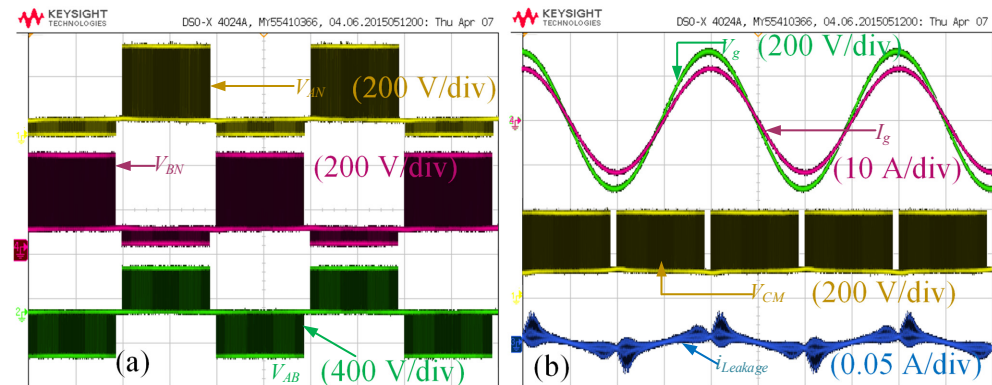 KEYSIGHT TECHNOLOGIES
DSO-X 4024A, MY55410366, 04.06.2015051200: Thu Apr 07
V_AN (200 V/div)
V_BN (200 V/div)
V_AB (400 V/div)
(a)
KEYSIGHT TECHNOLOGIES
DSO-X 4024A, MY55410366, 04.06.2015051200: Thu Apr 07
V_g (200 V/div)
I_g
(10 A/div)
V_CM (200 V/div)
i_Leakage (0.05 A/div)
(b)